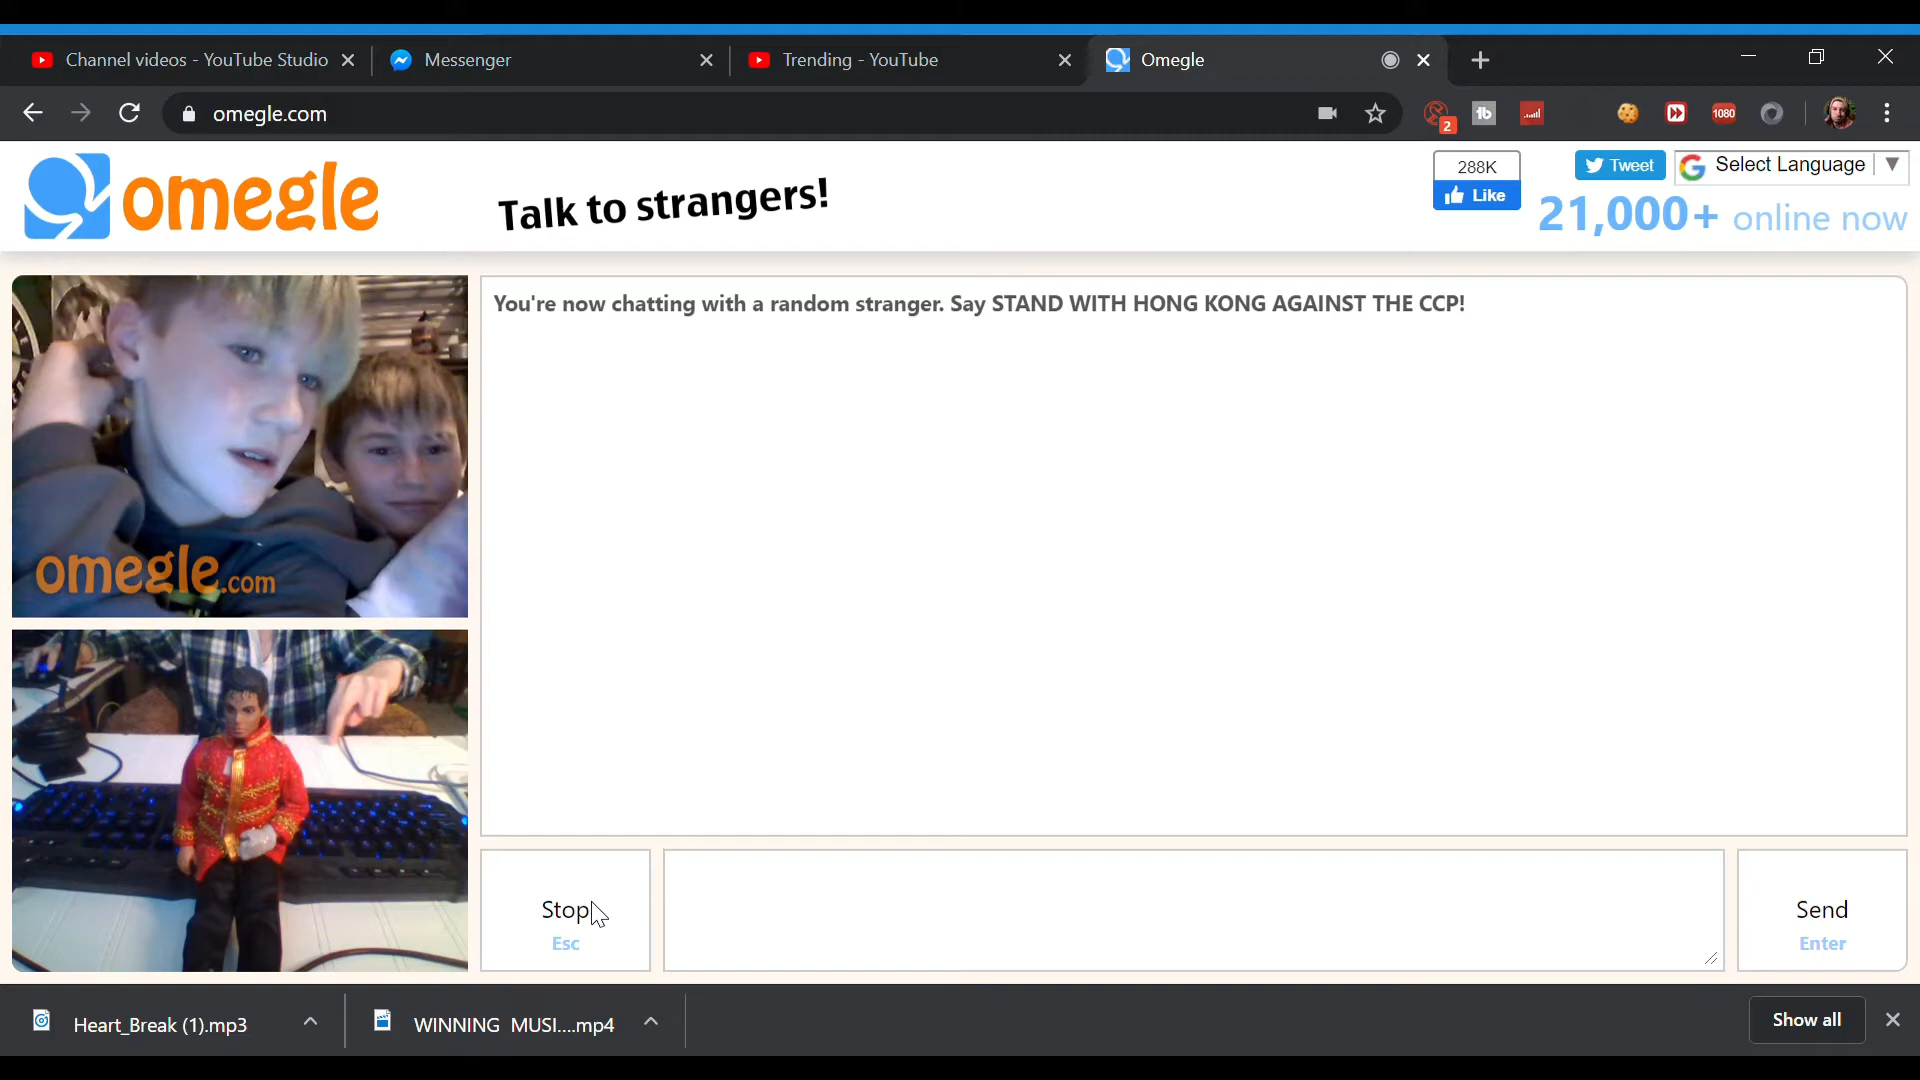 Channel videos - YouTube Studio
Messenger
Trending - YouTube
Omegle
omegle.com
2
1080
omegle
Talk to strangers!
288K
Like
Tweet
Select Language
21,000+ online now
You're now chatting with a random stranger. Say STAND WITH HONG KONG AGAINST THE CCP!
omegle.com
Stop
Esc
Send
Enter
Heart_Break (1).mp3
WINNING MUSI....mp4
Show all